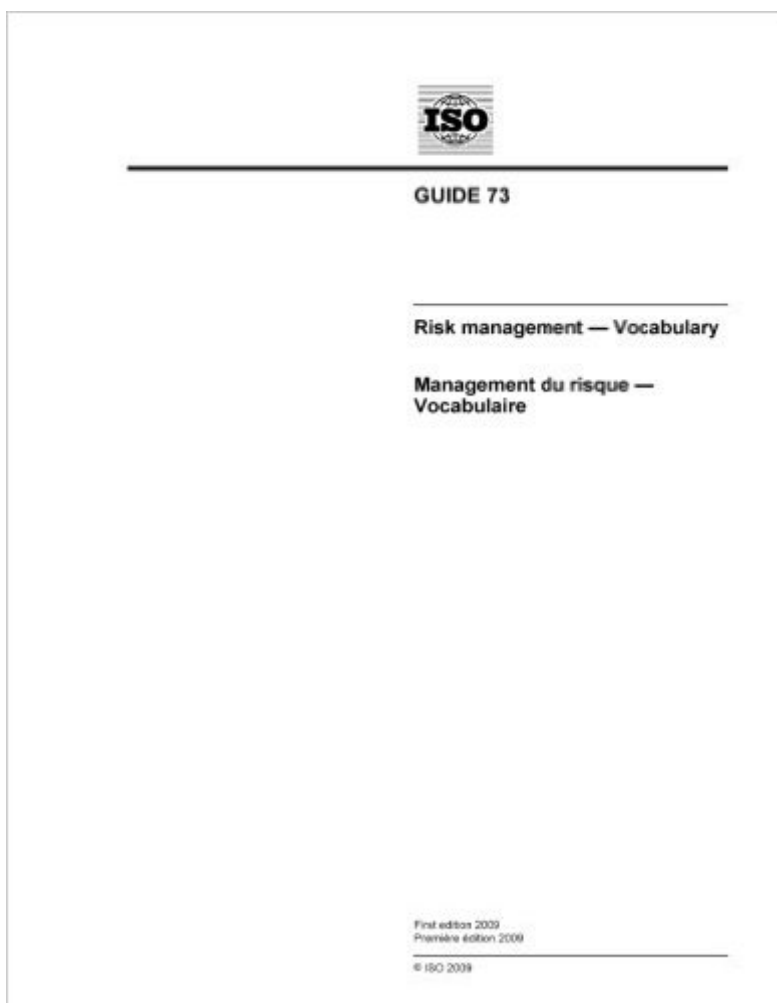 ISO
GUIDE 73
Risk management — Vocabulary
Management du risque —
Vocabulaire
First edition 2009
Première édition 2009
© ISO 2009